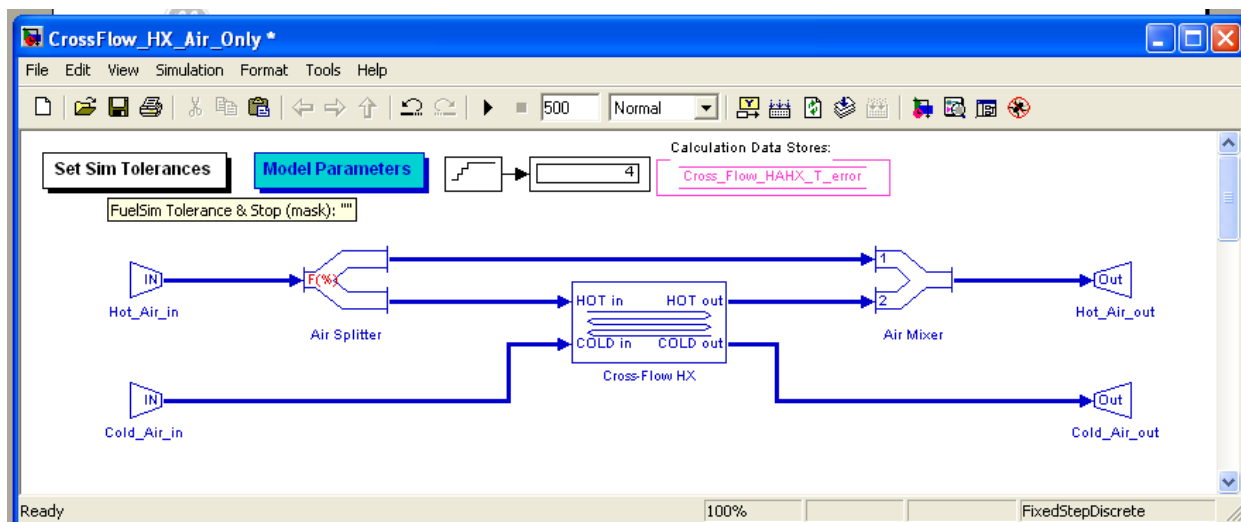 CrossFlow_HX_Air_Only *
File Edit View Simulation Format Tools Help
500 Normal
Calculation Data Stores:
Set Sim Tolerances Model Parameters 4 Cross_Flow_HAHX_T_error
FuelSim Tolerance & Stop (mask): ""
IN F(%) 1 Out
HOT in HOT out 2
Hot_Air_in Hot_Air_out
Air Splitter Air Mixer
COLD in COLD out
Cross-Flow HX
IN Out
Cold_Air_in Cold_Air_out
Ready 100% FixedStepDiscrete